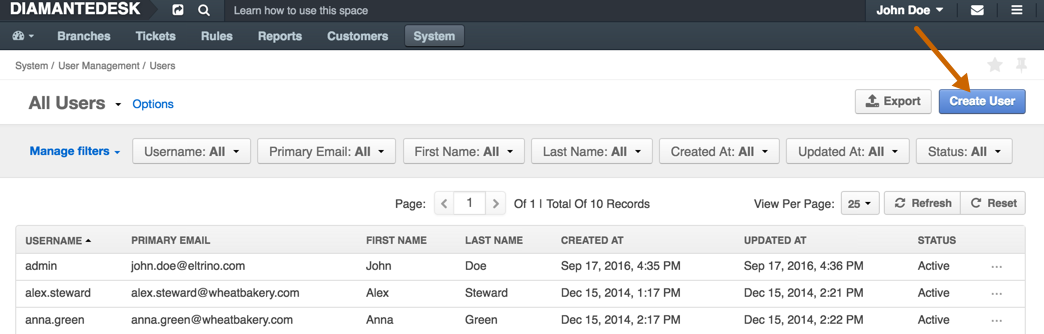 DIAMANTEDESK Learn how to use this space John Doe
Branches Tickets Rules Reports Customers System
System / User Management / Users
All Users Options Export Create User
Manage filters Username: All Primary Email: All First Name: All Last Name: All Created At: All Updated At: All Status: All
Page: 1 Of 1 | Total Of 10 Records View Per Page: 25 Refresh Reset
USERNAME PRIMARY EMAIL FIRST NAME LAST NAME CREATED AT UPDATED AT STATUS
admin john.doe@eltrino.com John Doe Sep 17, 2016, 4:35 PM Sep 17, 2016, 4:36 PM Active ...
alex.steward alex.steward@wheatbakery.com Alex Steward Dec 15, 2014, 1:17 PM Dec 15, 2014, 2:21 PM Active ...
anna.green anna.green@wheatbakery.com Anna Green Dec 15, 2014, 2:17 PM Dec 15, 2014, 2:22 PM Active ...